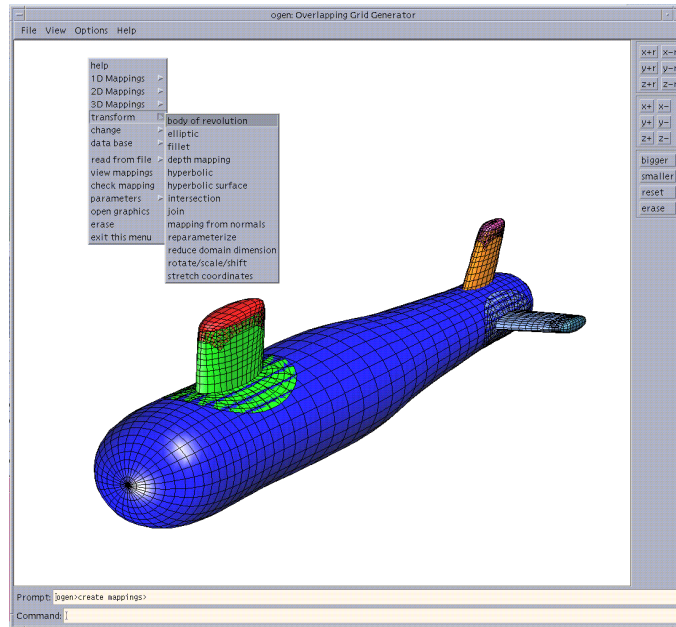 ogen: Overlapping Grid Generator
File View Options Help
help
1D Mappings
2D Mappings
3D Mappings
transform
change
data base
read from file
view mappings
check mapping
parameters
open graphics
erase
exit this menu
body of revolution
elliptic
fillet
depth mapping
hyperbolic
hyperbolic surface
intersection
join
mapping from normals
reparameterize
reduce domain dimension
rotate/scale/shift
stretch coordinates
x+r x-r
y+r y-r
z+r z-r
x+ x-
y+ y-
z+ z-
bigger
smaller
reset
erase
Prompt: ogen>create mappings>
Command: